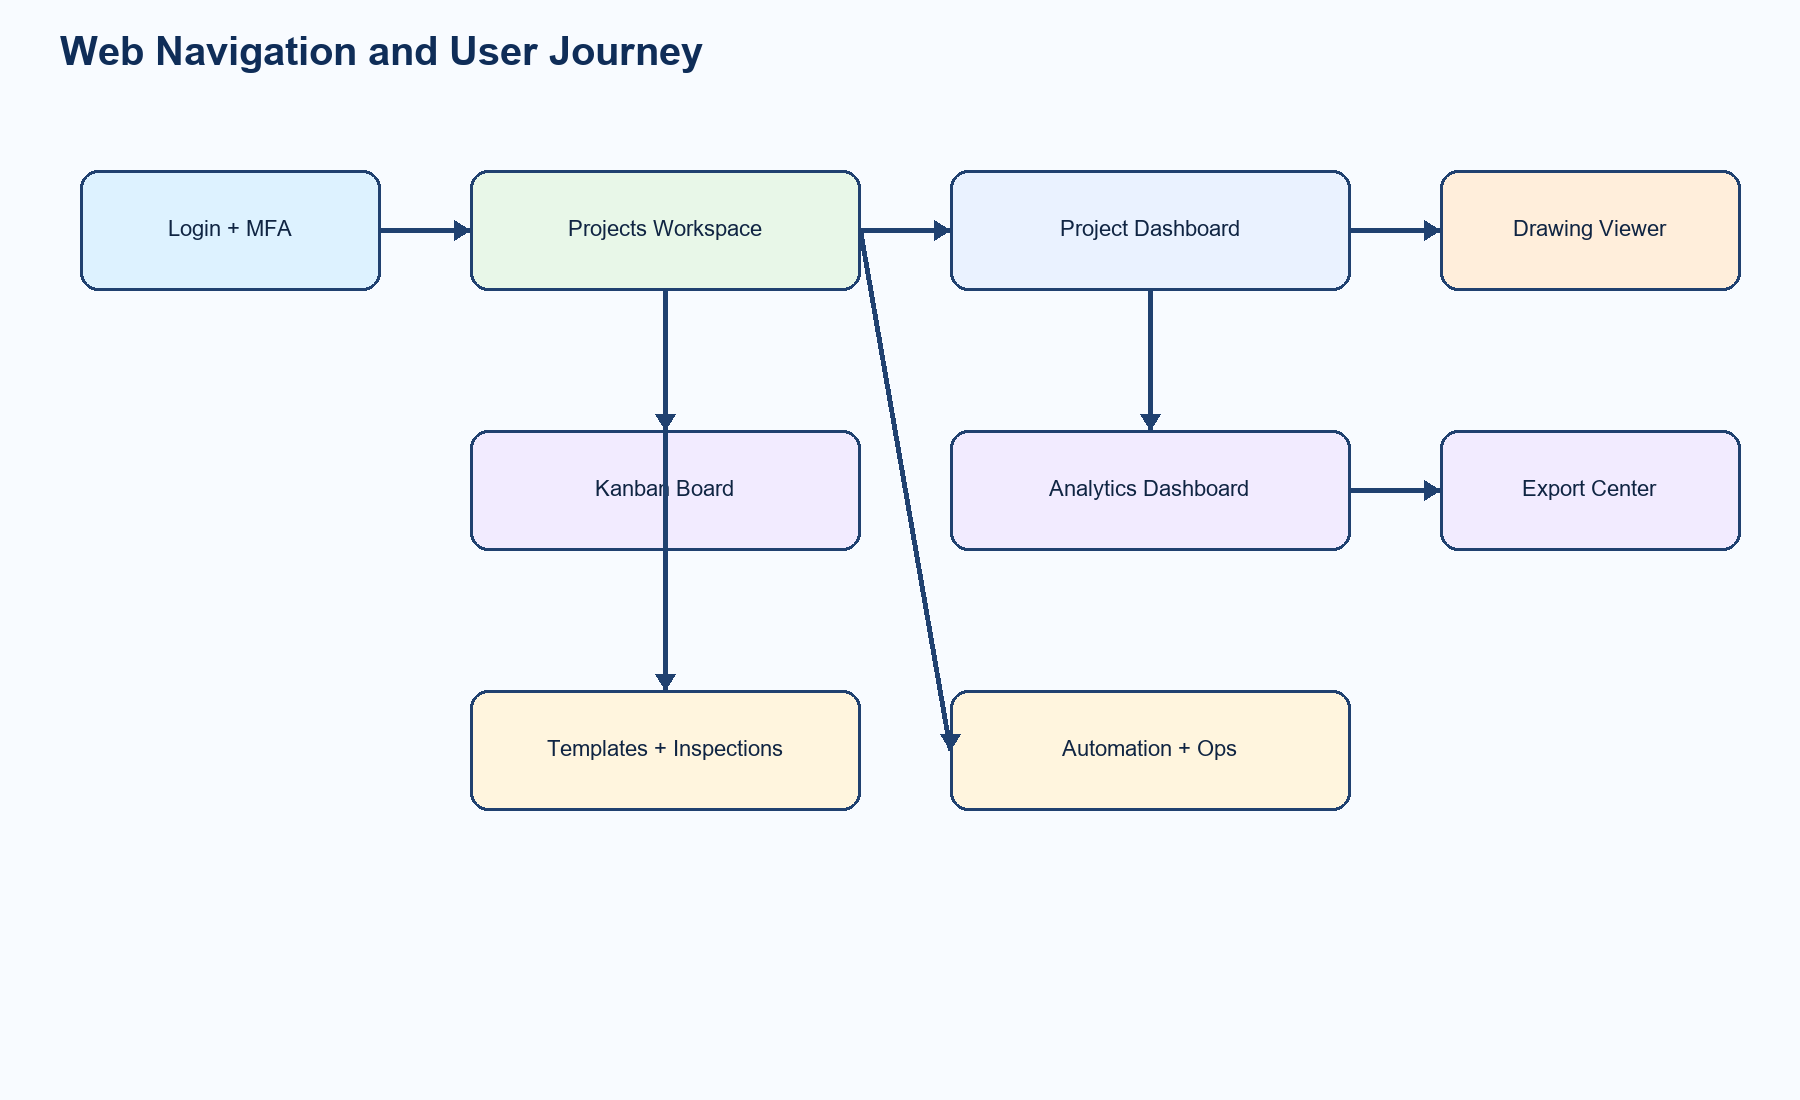 Web Navigation and User Journey
Login + MFA
Projects Workspace
Project Dashboard
Drawing Viewer
Kanban Board
Analytics Dashboard
Export Center
Templates + Inspections
Automation + Ops